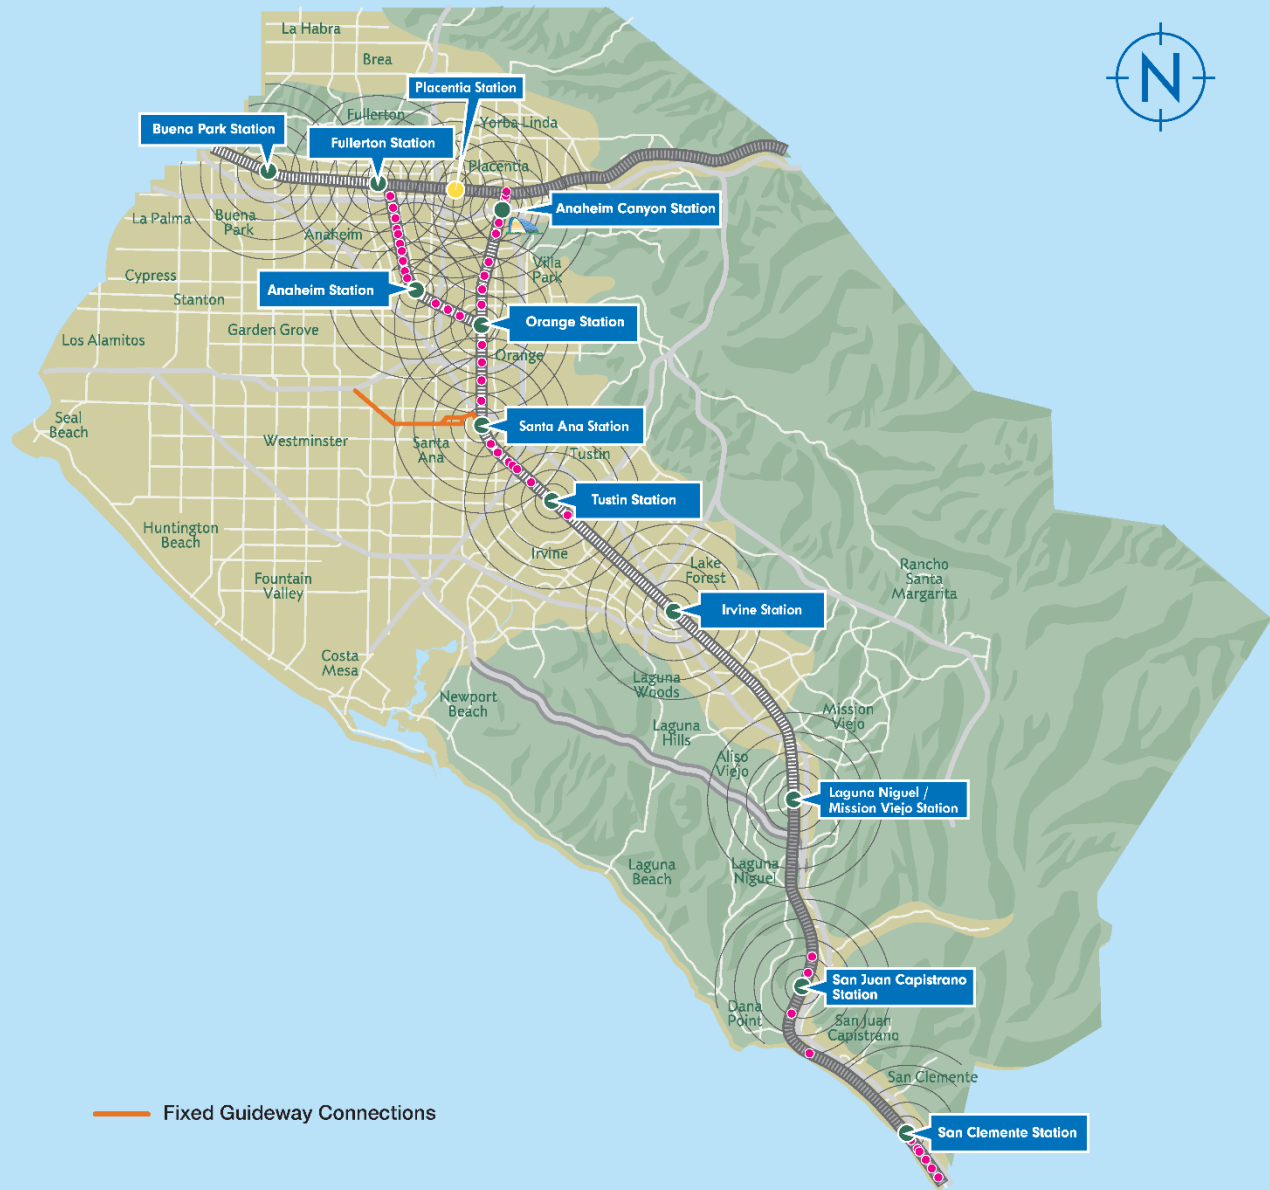 La Habra
Brea
Placentia Station
Fullerton
Yorba Linda
Buena Park Station
Fullerton Station
Placentia
Anaheim Canyon Station
La Palma
Buena
Park
Anaheim
Villa
Park
Cypress
Stanton
Anaheim Station
Orange Station
Garden Grove
Los Alamitos
Orange
Seal
Beach
Westminster
Santa
Ana
Santa Ana Station
Tustin
Tustin Station
Huntington
Beach
Irvine
Lake
Forest
Rancho
Santa
Margarita
Fountain
Valley
Irvine Station
Costa
Mesa
Laguna
Woods
Newport
Beach
Mission
Viejo
Laguna
Hills
Aliso
Viejo
Laguna Niguel /
Mission Viejo Station
Laguna
Beach
Laguna
Niguel
San Juan Capistrano
Station
Dana
Point
San Juan
Capistrano
San Clemente
San Clemente Station
Fixed Guideway Connections
N